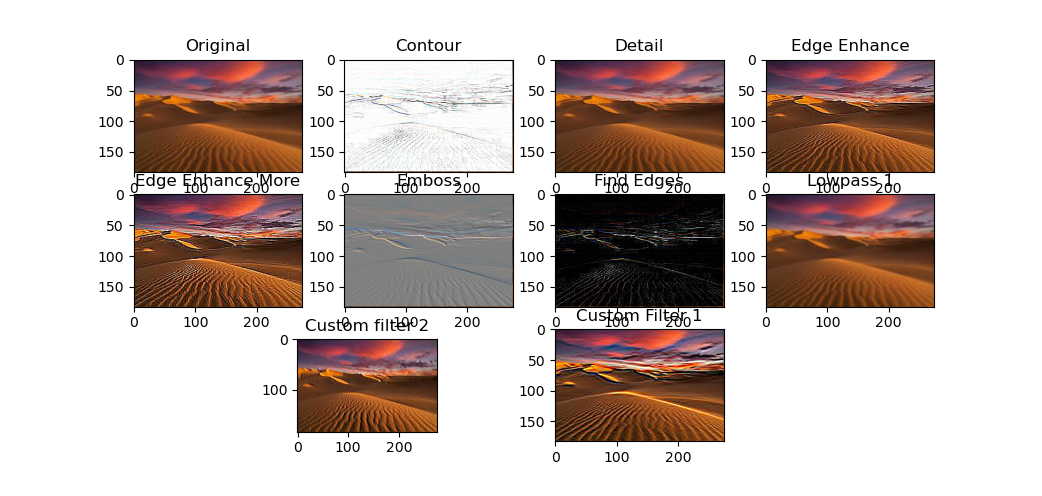 Original Contour Detail Edge Enhance
0 0 0 0
50 50 50 50
100 100 100 100
150 150 150 150
0 100 200 0 100 200 0 100 200 0 100 200
Edge Enhance More Emboss Find Edges Lowpass 1
0 0 0 0
50 50 50 50
100 100 100 100
150 150 150 150
0 100 200 0 100 200 0 100 200 0 100 200
Custom filter 2 Custom Filter 1
0 0
50
100 100
150
0 100 200 0 100 200